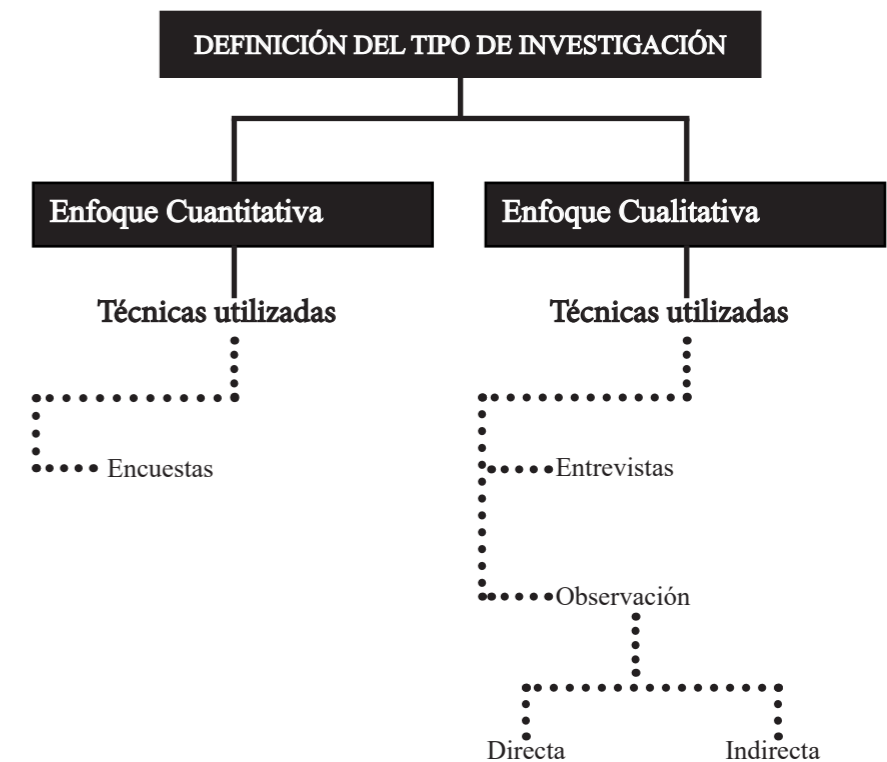 DEFINICIÓN DEL TIPO DE INVESTIGACIÓN
Enfoque Cuantitativa
Enfoque Cualitativa
Técnicas utilizadas
Técnicas utilizadas
Encuestas
Entrevistas
Observación
Directa
Indirecta